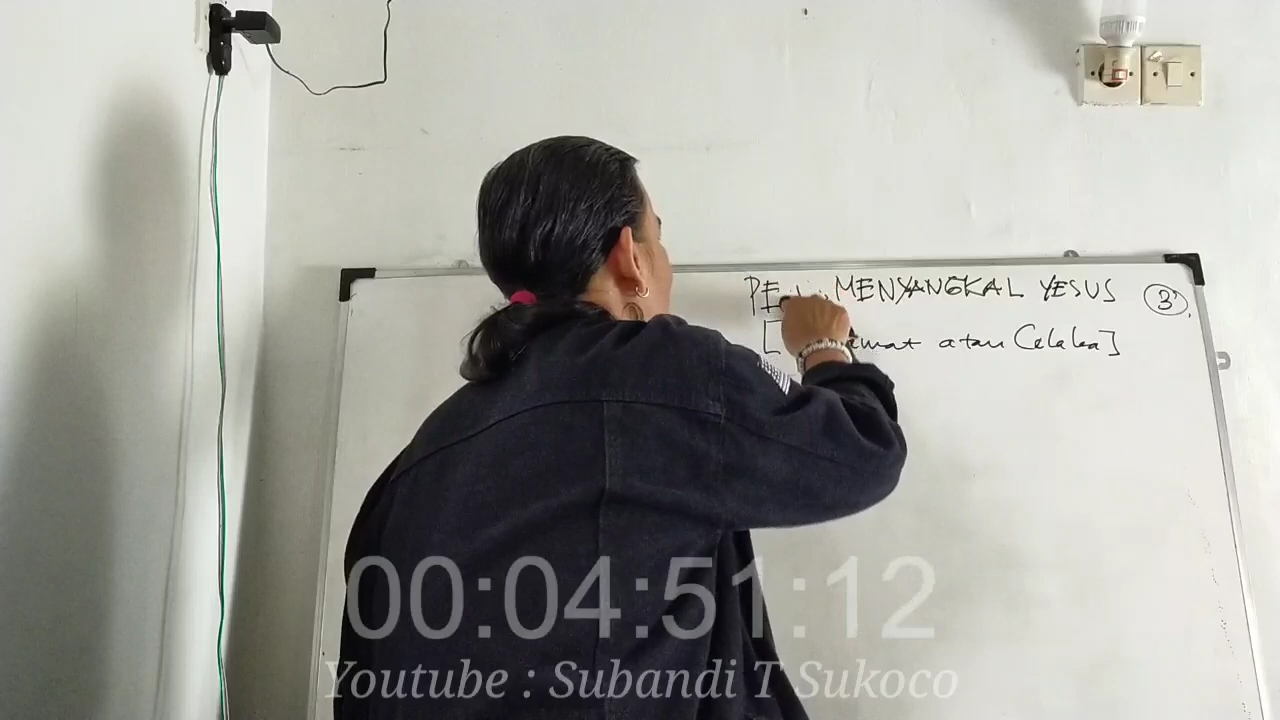 MENYANGKAL YESUS 3
atau Celaka]
00:04:51:12
Youtube : Subandi T Sukoco